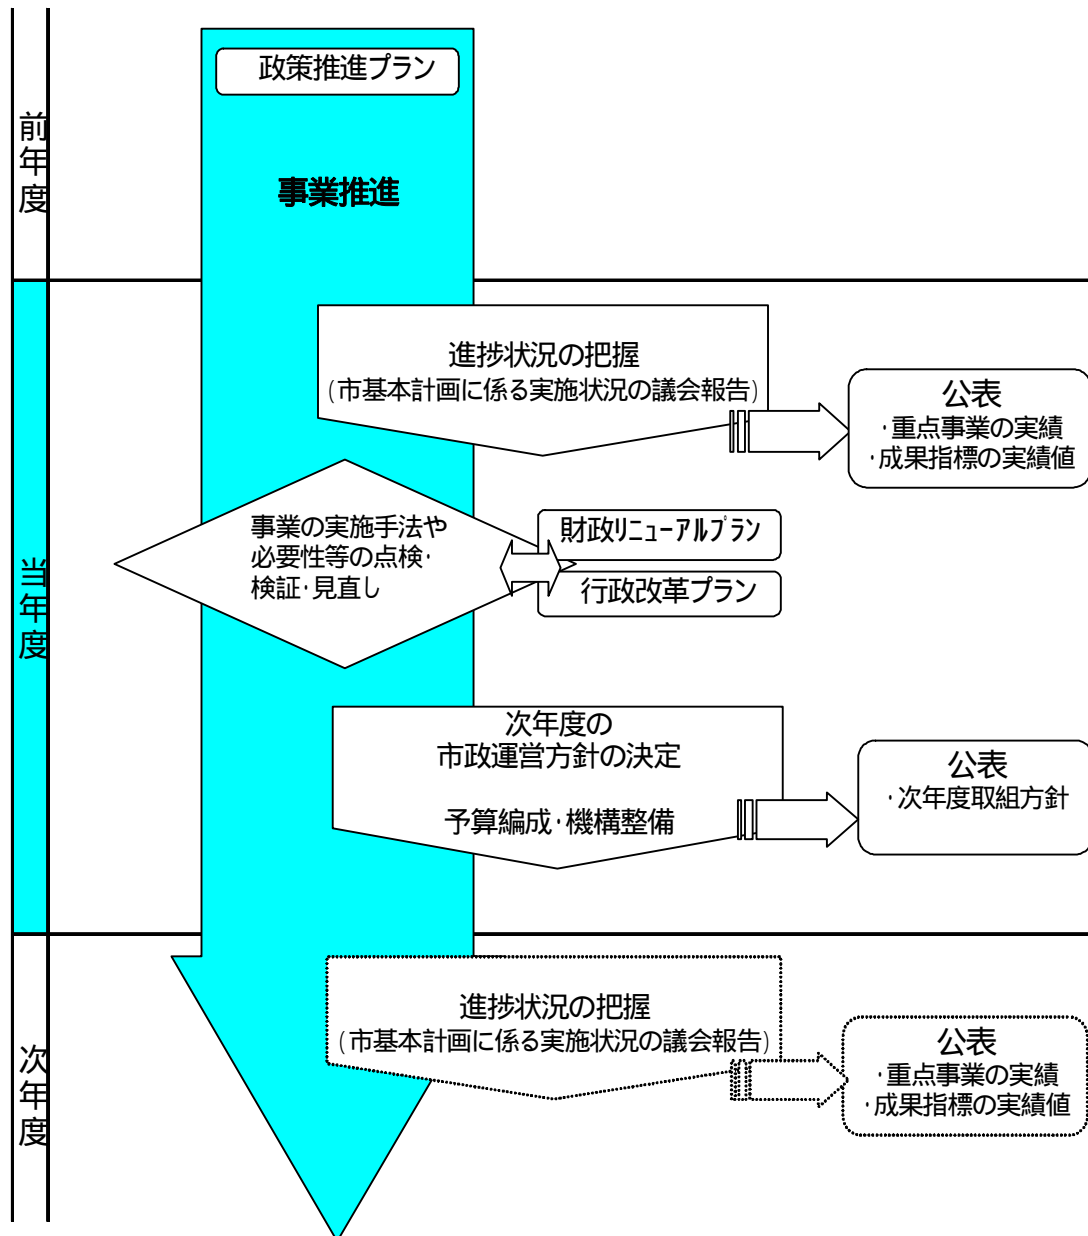 前年度
政策推進プラン
事業推進
当年度
進捗状況の把握
(市基本計画に係る実施状況の議会報告)
公表
・重点事業の実績
・成果指標の実績値
事業の実施手法や
必要性等の点検・
検証・見直し
財政リニューアルプラン
行政改革プラン
次年度の
市政運営方針の決定
予算編成・機構整備
公表
・次年度取組方針
次年度
進捗状況の把握
(市基本計画に係る実施状況の議会報告)
公表
・重点事業の実績
・成果指標の実績値